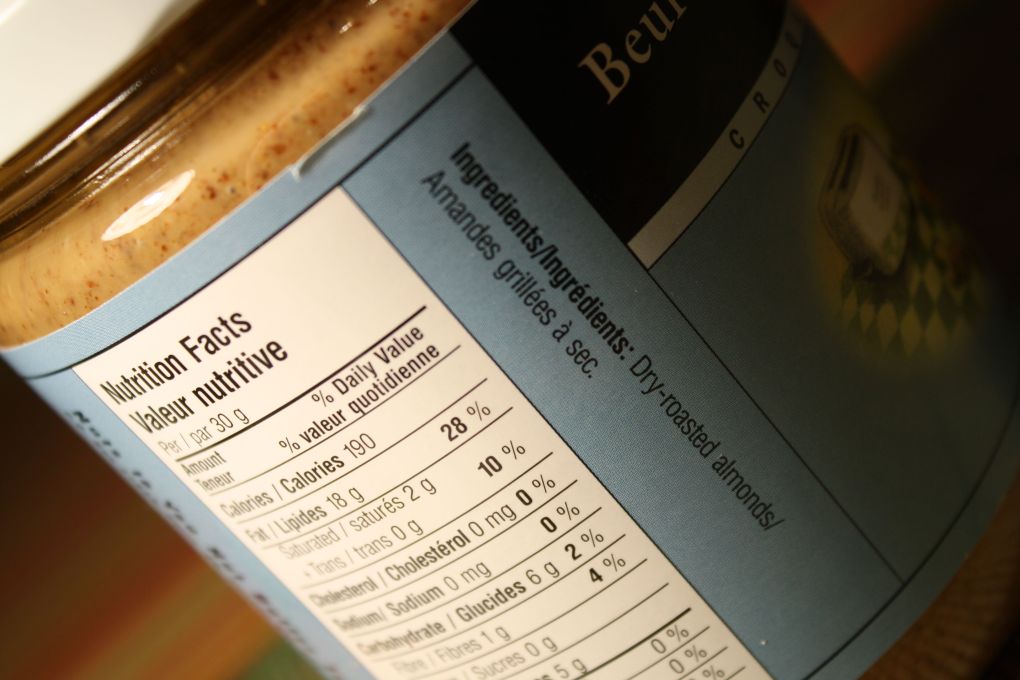 Beur
CRO
Ingredients/Ingrédients: Dry-roasted almonds/
Amandes grillées à sec.
Nutrition Facts
Valeur nutritive
Per / par 30 g
Amount % Daily Value
Teneur % valeur quotidienne
Calories / Calories 190
Fat / Lipides 18 g 28 %
Saturated / saturés 2 g 10 %
+ Trans / trans 0 g
Cholesterol / Cholestérol 0 mg 0 %
Sodium/ Sodium 0 mg 0 %
Carbohydrate / Glucides 6 g 2 %
Fibre / Fibres 1 g 4 %
/ Sucres 0 g
5 g
0 %
0 %
%